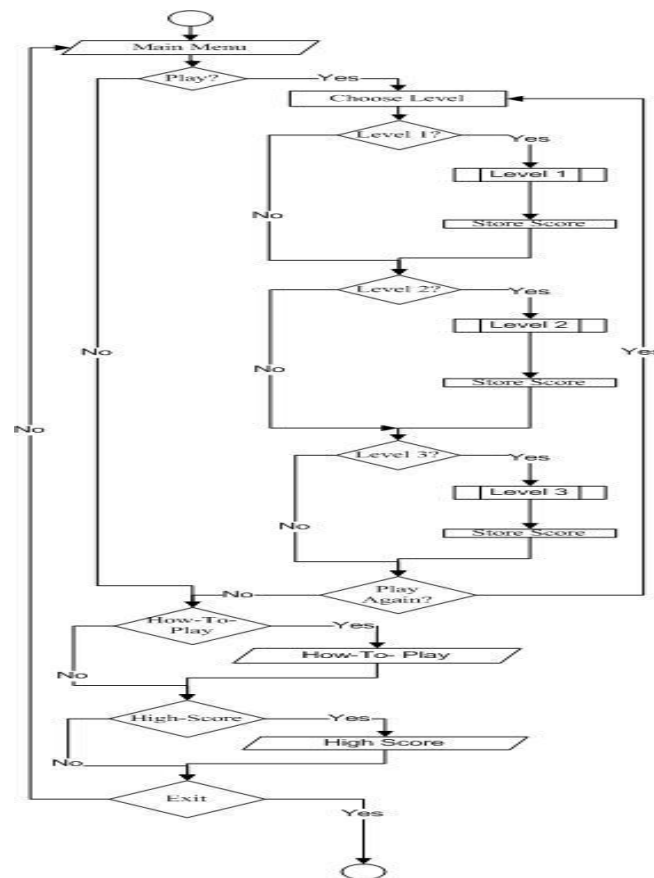 Main Menu
Play?
Yes
Choose Level
Level 1?
Yes
Level 1
No
Store Score
Level 2?
Yes
Level 2
No
Yes
No
Store Score
No
Level 3?
Yes
Level 3
No
Store Score
No
Play
Again?
How-To-
Play
Yes
How-To- Play
No
High-Score
Yes
High Score
No
Exit
Yes